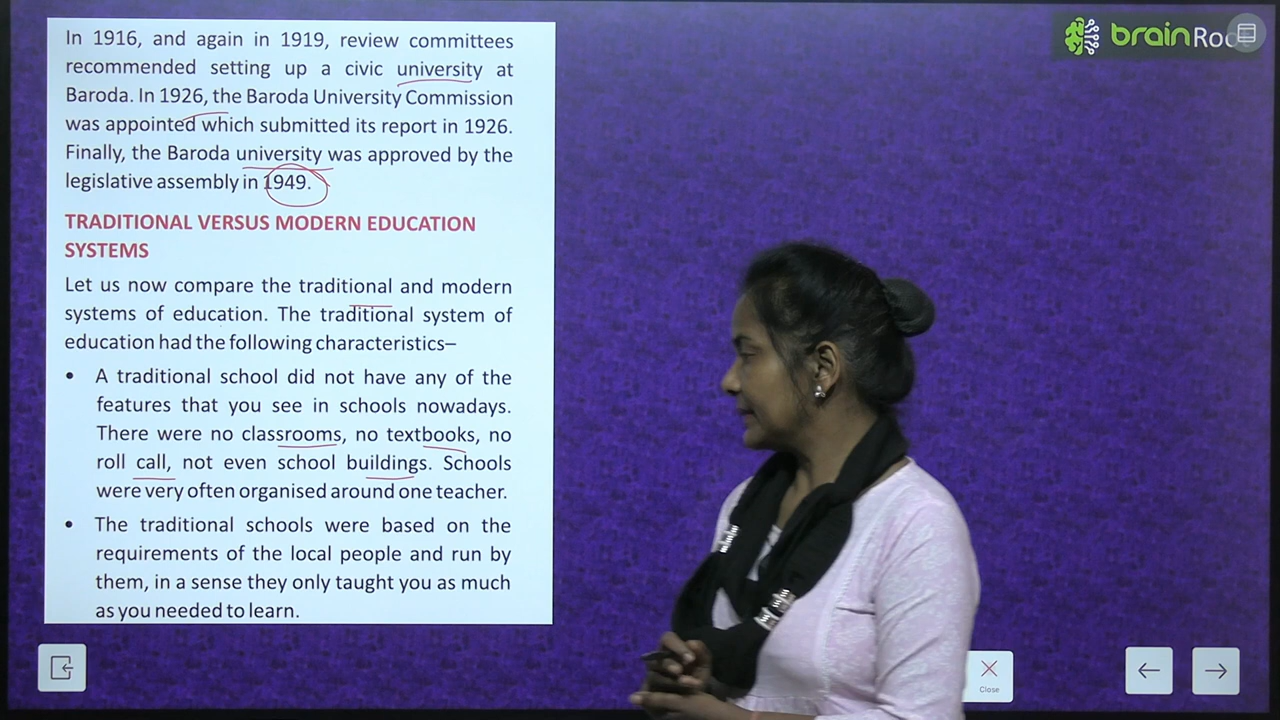 In 1916, and again in 1919, review committees
recommended setting up a civic university at
Baroda. In 1926, the Baroda University Commission
was appointed which submitted its report in 1926.
Finally, the Baroda university was approved by the
legislative assembly in 1949.
TRADITIONAL VERSUS MODERN EDUCATION
SYSTEMS
Let us now compare the traditional and modern
systems of education. The traditional system of
education had the following characteristics–
• A traditional school did not have any of the
features that you see in schools nowadays.
There were no classrooms, no textbooks, no
roll call, not even school buildings. Schools
were very often organised around one teacher.
• The traditional schools were based on the
requirements of the local people and run by
them, in a sense they only taught you as much
as you needed to learn.
brain
Close